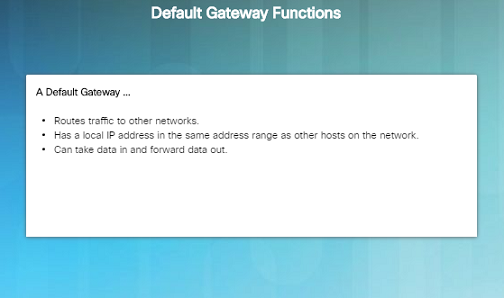 Default Gateway Functions
A Default Gateway ...
• Routes traffic to other networks.
• Has a local IP address in the same address range as other hosts on the network.
• Can take data in and forward data out.